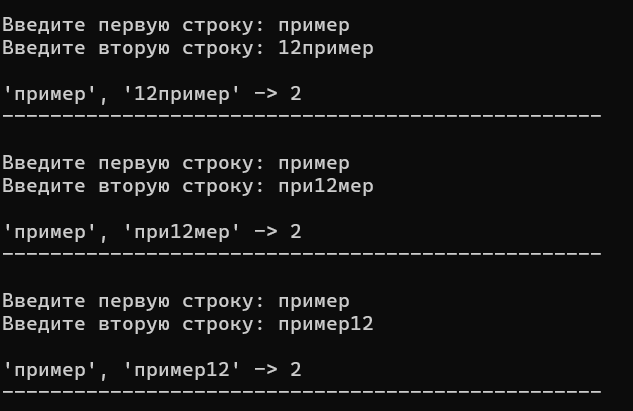 Введите первую строку: пример
Введите вторую строку: 12пример
'пример', '12пример' -> 2
--------------------------------------------------
Введите первую строку: пример
Введите вторую строку: при12мер
'пример', 'при12мер' -> 2
--------------------------------------------------
Введите первую строку: пример
Введите вторую строку: пример12
'пример', 'пример12' -> 2
--------------------------------------------------